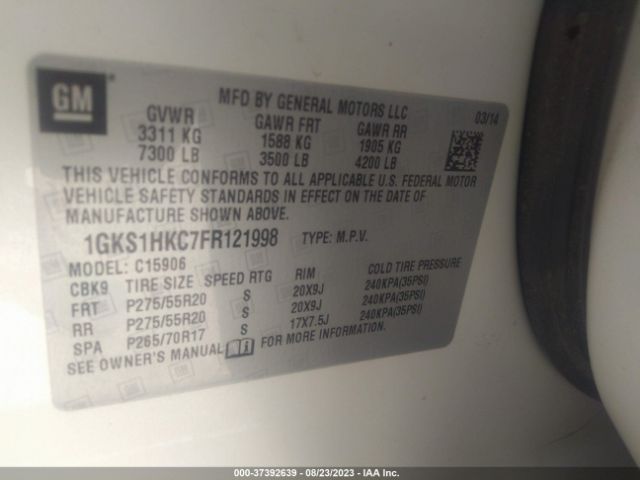 GM
MFD BY GENERAL MOTORS LLC
03/14
GVWR GAWR FRT GAWR RR
3311 KG 1588 KG 1905 KG
7300 LB 3500 LB 4200 LB
THIS VEHICLE CONFORMS TO ALL APPLICABLE U.S. FEDERAL MOTOR
VEHICLE SAFETY STANDARDS IN EFFECT ON THE DATE OF
MANUFACTURE SHOWN ABOVE.
1GKS1HKC7FR121998 TYPE: M.P.V.
MODEL: C15906
CBK9 TIRE SIZE SPEED RTG RIM COLD TIRE PRESSURE
FRT P275/55R20 S 20X9J 240KPA(35PSI)
RR P275/55R20 S 20X9J 240KPA(35PSI)
SPA P265/70R17 S 17X7.5J 240KPA(35PSI)
SEE OWNER'S MANUAL FOR MORE INFORMATION.
000-37392639 - 08/23/2023 - IAA Inc.